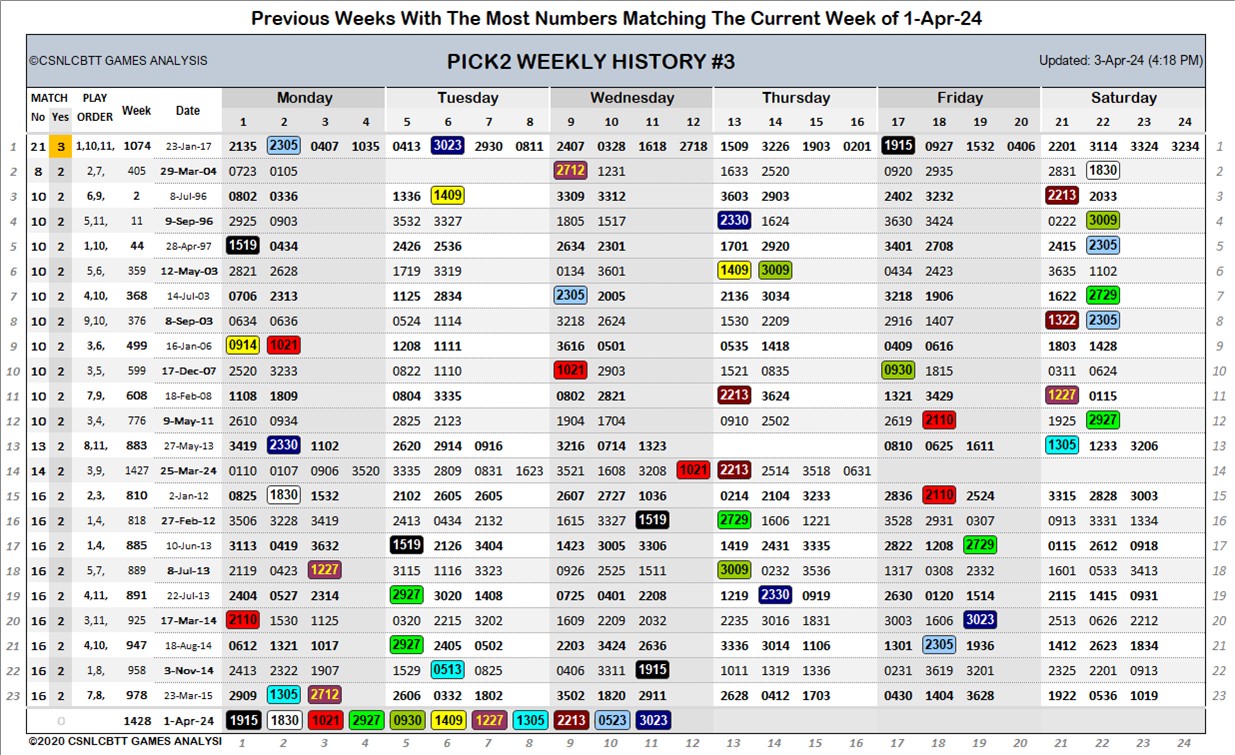 Previous Weeks With The Most Numbers Matching The Current Week of 1-Apr-24
©CSNLCBTT GAMES ANALYSIS PICK2 WEEKLY HISTORY #3 Updated: 3-Apr-24 (4:18 PM)
MATCH PLAY Week Date Monday Tuesday Wednesday Thursday Friday Saturday
No Yes ORDER 1 2 3 4 5 6 7 8 9 10 11 12 13 14 15 16 17 18 19 20 21 22 23 24
1 21 3 1,10,11, 1074 23-Jan-17 2135 2305 0407 1035 0413 3023 2930 0811 2407 0328 1618 2718 1509 3226 1903 0201 1915 0927 1532 0406 2201 3114 3324 3234 1
2 8 2 2,7, 405 29-Mar-04 0723 0105 2712 1231 1633 2520 0920 2935 2831 1830 2
3 10 2 6,9, 2 8-Jul-96 0802 0336 1336 1409 3309 3312 3603 2903 2402 3232 2213 2033 3
4 10 2 5,11, 11 9-Sep-96 2925 0903 3532 3327 1805 1517 2330 1624 3630 3424 0222 3009 4
5 10 2 1,10, 44 28-Apr-97 1519 0434 2426 2536 2634 2301 1701 2920 3401 2708 2415 2305 5
6 10 2 5,6, 359 12-May-03 2821 2628 1719 3319 0134 3601 1409 3009 0434 2423 3635 1102 6
7 10 2 4,10, 368 14-Jul-03 0706 2313 1125 2834 2305 2005 2136 3034 3218 1906 1622 2729 7
8 10 2 9,10, 376 8-Sep-03 0634 0636 0524 1114 3218 2624 1530 2209 2916 1407 1322 2305 8
9 10 2 3,6, 499 16-Jan-06 0914 1021 1208 1111 3616 0501 0535 1418 0409 0616 1803 1428 9
10 10 2 3,5, 599 17-Dec-07 2520 3233 0822 1110 1021 2903 1521 0835 0930 1815 0311 0624 10
11 10 2 7,9, 608 18-Feb-08 1108 1809 0804 3335 0802 2821 2213 3624 1321 3429 1227 0115 11
12 10 2 3,4, 776 9-May-11 2610 0934 2825 2123 1904 1704 0910 2502 2619 2110 1925 2927 12
13 13 2 8,11, 883 27-May-13 3419 2330 1102 2620 2914 0916 3216 0714 1323 0810 0625 1611 1305 1233 3206 13
14 14 2 3,9, 1427 25-Mar-24 0110 0107 0906 3520 3335 2809 0831 1623 3521 1608 3208 1021 2213 2514 3518 0631 14
15 16 2 2,3, 810 2-Jan-12 0825 1830 1532 2102 2605 2605 2607 2727 1036 0214 2104 3233 2836 2110 2524 3315 2828 3003 15
16 16 2 1,4, 818 27-Feb-12 3506 3228 3419 2413 0434 2132 1615 3327 1519 2729 1606 1221 3528 2931 0307 0913 3331 1334 16
17 16 2 1,4, 885 10-Jun-13 3113 0419 3632 1519 2126 3404 1423 3005 3306 1419 2431 3335 2822 1208 2729 0115 2612 0918 17
18 16 2 5,7, 889 8-Jul-13 2119 0423 1227 3115 1116 3323 0926 2525 1511 3009 0232 3536 1317 0308 2332 1601 0533 3413 18
19 16 2 4,11, 891 22-Jul-13 2404 0527 2314 2927 3020 1408 0725 0401 2208 1219 2330 0919 2630 0120 1514 2115 1415 0931 19
20 16 2 3,11, 925 17-Mar-14 2110 1530 1125 0320 2215 3202 1609 2209 2032 2235 3016 1831 3003 1606 3023 2513 0626 2212 20
21 16 2 4,10, 947 18-Aug-14 0612 1321 1017 2927 2405 0502 2203 3424 2636 3336 3014 1106 1301 2305 1936 1412 2623 1834 21
22 16 2 1,8, 958 3-Nov-14 2413 2322 1907 1529 0513 0825 0406 3311 1915 1011 1319 1336 0231 3619 3201 2325 2201 0913 22
23 16 2 7,8, 978 23-Mar-15 2909 1305 2712 2606 0332 1802 3502 1820 2911 2828 0412 1703 0430 1404 3628 1922 0536 1019 23
0 1428 1-Apr-24 1915 1830 1021 2927 0930 1409 1227 1305 2213 0523 3023
©2020 CSNLCBTT GAMES ANALYSI 1 2 3 4 5 6 7 8 9 10 11 12 13 14 15 16 17 18 19 20 21 22 23 24